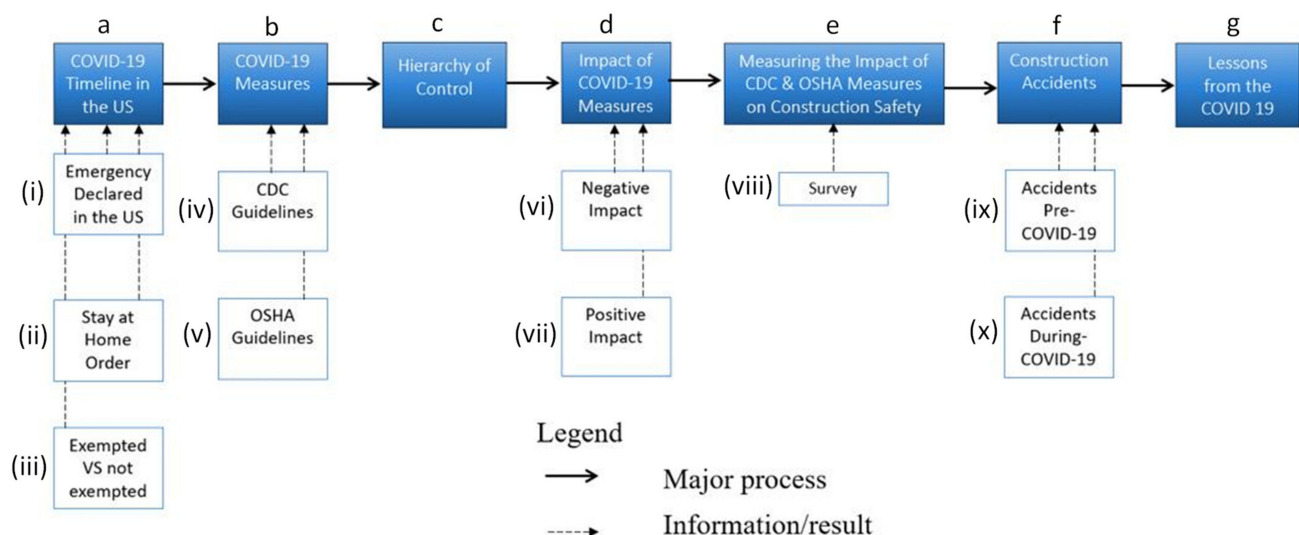 a
b
c
d
e
f
g
COVID-19
Timeline in
the US
COVID-19
Measures
Hierarchy of
Control
Impact of
COVID-19
Measures
Measuring the Impact of
CDC & OSHA Measures
on Construction Safety
Construction
Accidents
Lessons
from the
COVID 19
(i)
Emergency
Declared
in the US
(iv)
CDC
Guidelines
(vi)
Negative
Impact
(viii)
Survey
(ix)
Accidents
Pre-
COVID-19
(ii)
Stay at
Home
Order
(v)
OSHA
Guidelines
(vii)
Positive
Impact
(x)
Accidents
During-
COVID-19
(iii)
Exempted
VS not
exempted
Legend
Major process
Information/result